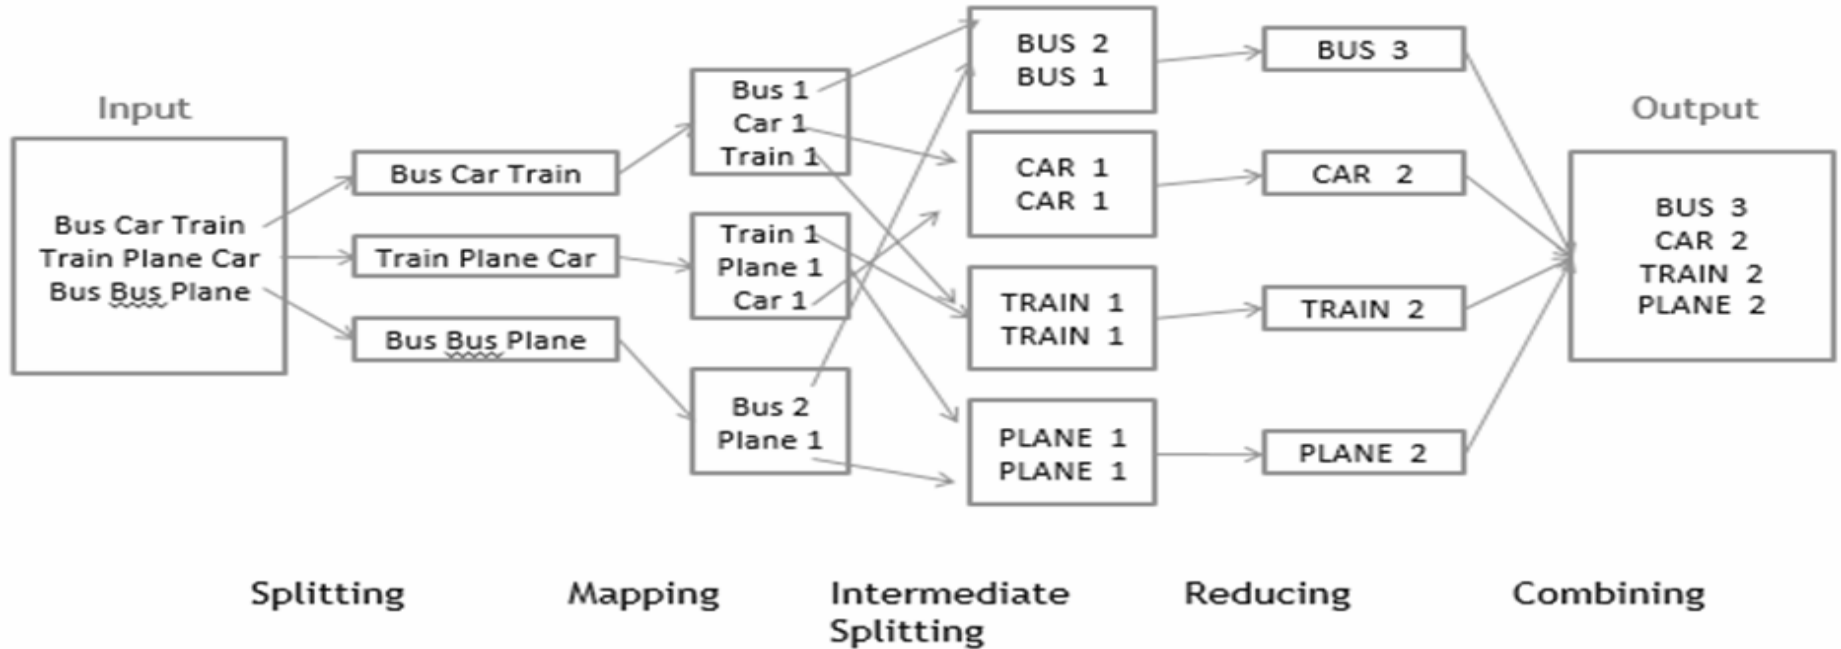 Input
Bus Car Train
Train Plane Car
Bus Bus Plane
Bus Car Train
Train Plane Car
Bus Bus Plane
Bus 1
Car 1
Train 1
Train 1
Plane 1
Car 1
Bus 2
Plane 1
BUS 2
BUS 1
CAR 1
CAR 1
TRAIN 1
TRAIN 1
PLANE 1
PLANE 1
BUS 3
CAR 2
TRAIN 2
PLANE 2
Output
BUS 3
CAR 2
TRAIN 2
PLANE 2
Splitting
Mapping
Intermediate
Splitting
Reducing
Combining